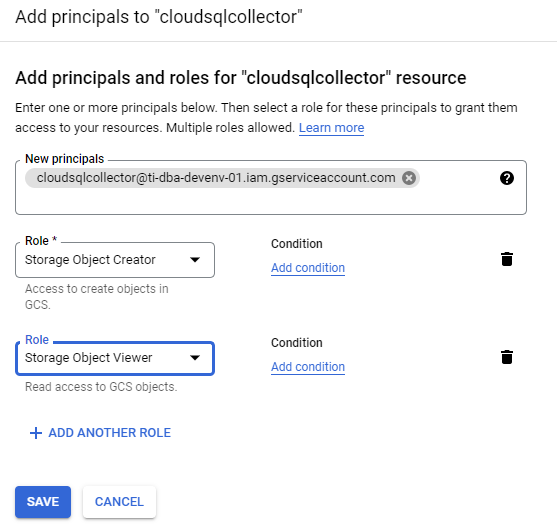 Add principals to "cloudsqlcollector"
Add principals and roles for "cloudsqlcollector" resource
Enter one or more principals below. Then select a role for these principals to grant them
access to your resources. Multiple roles allowed. Learn more
New principals
cloudsqlcollector@ti-dba-devenv-01.iam.gserviceaccount.com
Role *
Condition
Storage Object Creator
Add condition
Access to create objects in
GCS.
Role
Condition
Storage Object Viewer
Add condition
Read access to GCS objects.
ADD ANOTHER ROLE
SAVE
CANCEL